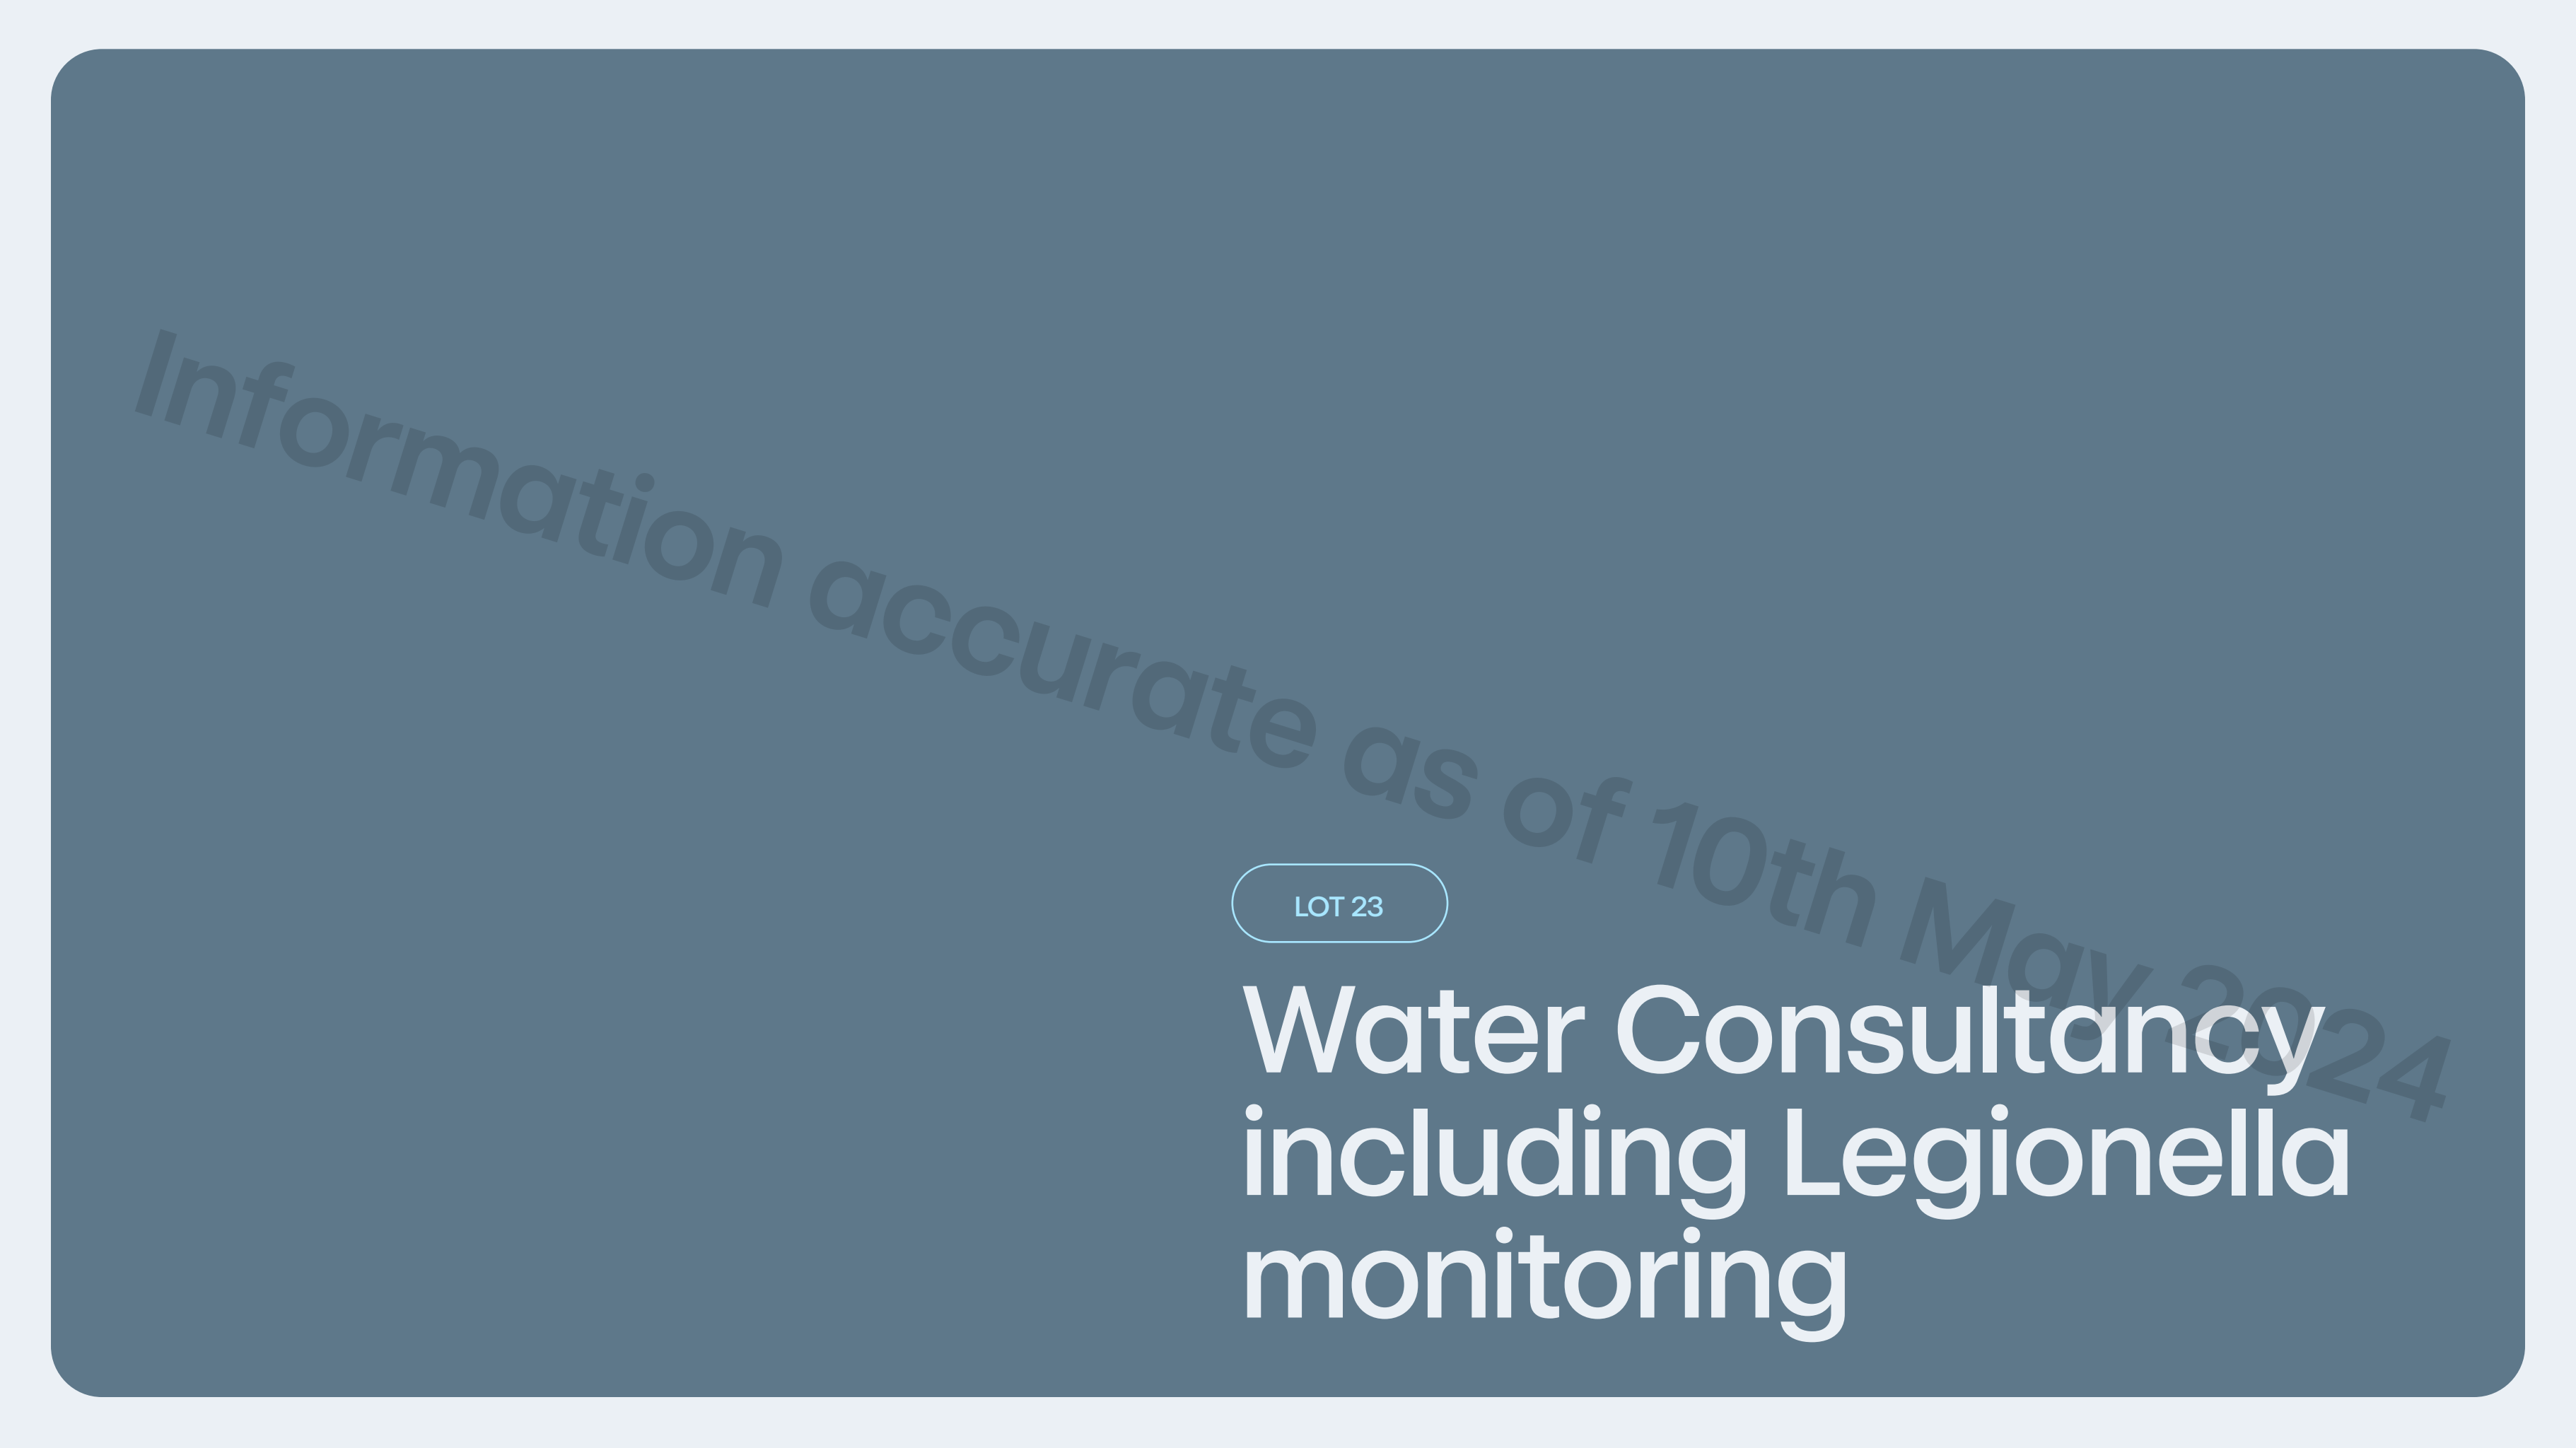 Information accurate as of 10th May 2024
LOT 23
Water Consultancy
including Legionella
monitoring